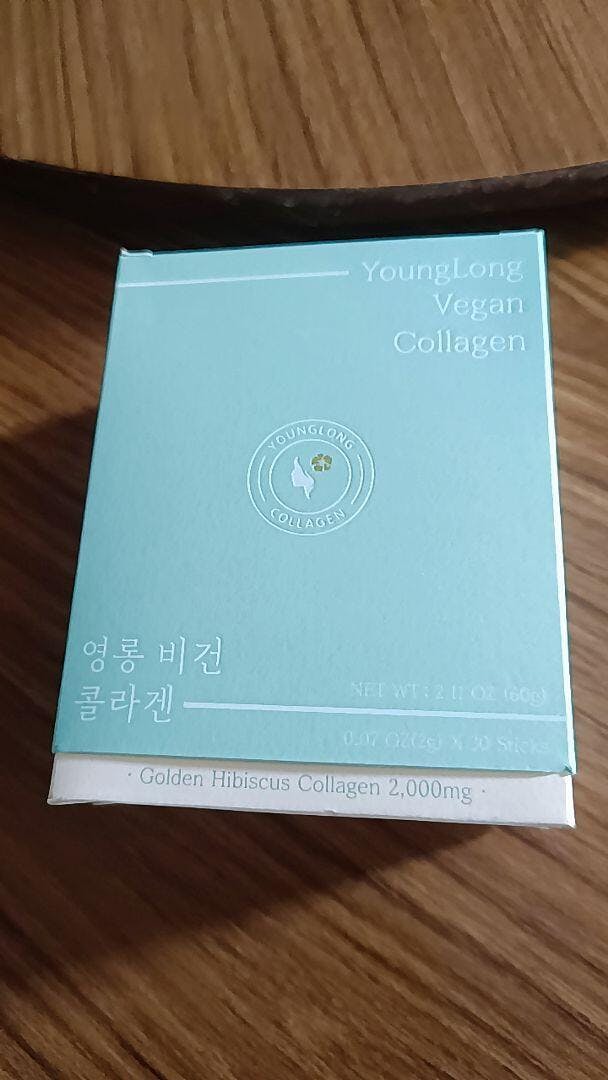 YoungLong
Vegan
Collagen
YOUNGLONG
COLLAGEN
영롱 비건
콜라겐
NET WT: 2.11 OZ (60g)
0.07 OZ(2g) X 30 Sticks
· Golden Hibiscus Collagen 2,000mg ·